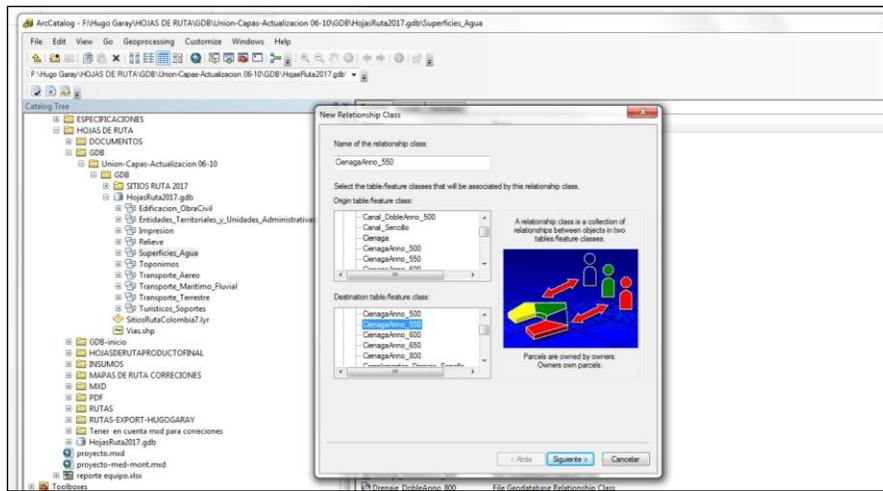 ArcCatalog - F:\Hugo Garay\HOJAS DE RUTA\GDB\Union-Capas-Actualizacion 06-10\GDB\HojasRuta2017.gdb\Superficies_Agua
File Edit View Go Geoprocessing Customize Windows Help
F:\Hugo Garay\HOJAS DE RUTA\GDB\Union-Capas-Actualizacion 06-10\GDB\HojasRuta2017.gdb'
Catalog Tree
ESPECIFICACIONES
HOJAS DE RUTA
DOCUMENTOS
GDB
Union-Capas-Actualizacion 06-10
GDB
SITIOS RUTA 2017
HojasRuta2017.gdb
Edificacion_ObraCivil
Entidades_Territoriales_y_Unidades_Administrativas
Impresion
Relieve
Superficies_Agua
Toponimos
Transporte_Aereo
Transporte_Maritimo_Fluvial
Transporte_Terrestre
Turisticos_Soportes
SitiosRutaColombia7.lyr
Vias.shp
GDB-inicio
HOJASDERUTAPRODUCTOFINAL
INSUMOS
MAPAS DE RUTA CORRECIONES
MXD
PDF
RUTAS
RUTAS-EXPORT-HUGOGARAY
Tener en cuenta mxd para correciones
HojasRuta2017.gdb
proyecto.mxd
proyecto-med-mont.mxd
reporte equipo.xlsx
Toolboxes
New Relationship Class
Name of the relationship class:
CienagaAnno_550
Select the table/feature classes that will be associated by this relationship class.
Origin table/feature class:
Canal_DobleAnno_500
Canal_Sencillo
Cienaga
CienagaAnno_500
CienagaAnno_550
CienagaAnno_600
Destination table/feature class:
CienagaAnno_500
CienagaAnno_550
CienagaAnno_600
CienagaAnno_650
CienagaAnno_800
Complementos_Drenaje_Sencillo
A relationship class is a collection of
relationships between objects in two
tables/feature classes.
Parcels are owned by owners.
Owners own parcels.
< Atrás Siguiente > Cancelar
Drenaje_DobleAnno_800 File Geodatabase Relationship Class